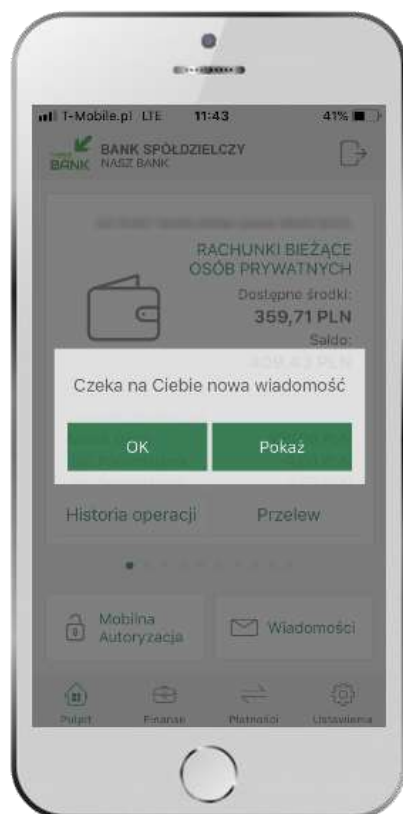 T-Mobile.pl LTE 11:43 41%
BANK SPÓŁDZIELCZY
BANK NASZ BANK
RACHUNKI BIEŻĄCE
OSÓB PRYWATNYCH
Dostępne środki:
359,71 PLN
Saldo:
Czeka na Ciebie nowa wiadomość
OK Pokaż
Historia operacji Przelew
Mobilna
Autoryzacja
Wiadomości
Pulpit Finanse Płatności Ustawienia